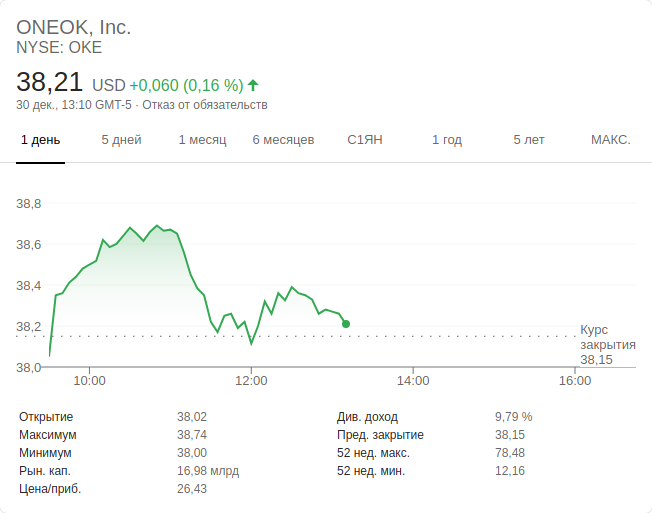 ONEOK, Inc.
NYSE: OKE
38,21 USD +0,060 (0,16 %)
30 дек., 13:10 GMT-5 · Отказ от обязательств
1 день 5 дней 1 месяц 6 месяцев С1ЯН 1 год 5 лет МАКС.
38,8
38,6
38,4
38,2
38,0
Курс
закрытия
38,15
10:00 12:00 14:00 16:00
Открытие 38,02
Максимум 38,74
Минимум 38,00
Рын. кап. 16,98 млрд
Цена/приб. 26,43
Див. доход 9,79 %
Пред. закрытие 38,15
52 нед. макс. 78,48
52 нед. мин. 12,16